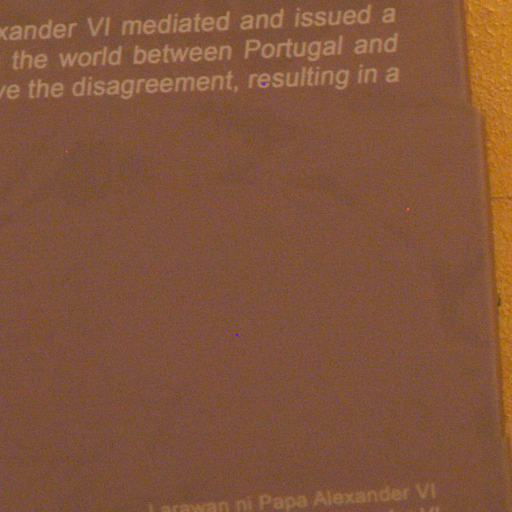 xander VI mediated and issued a
the world between Portugal and
ve the disagreement, resulting in a
Larawan ni Papa Alexander VI
VI